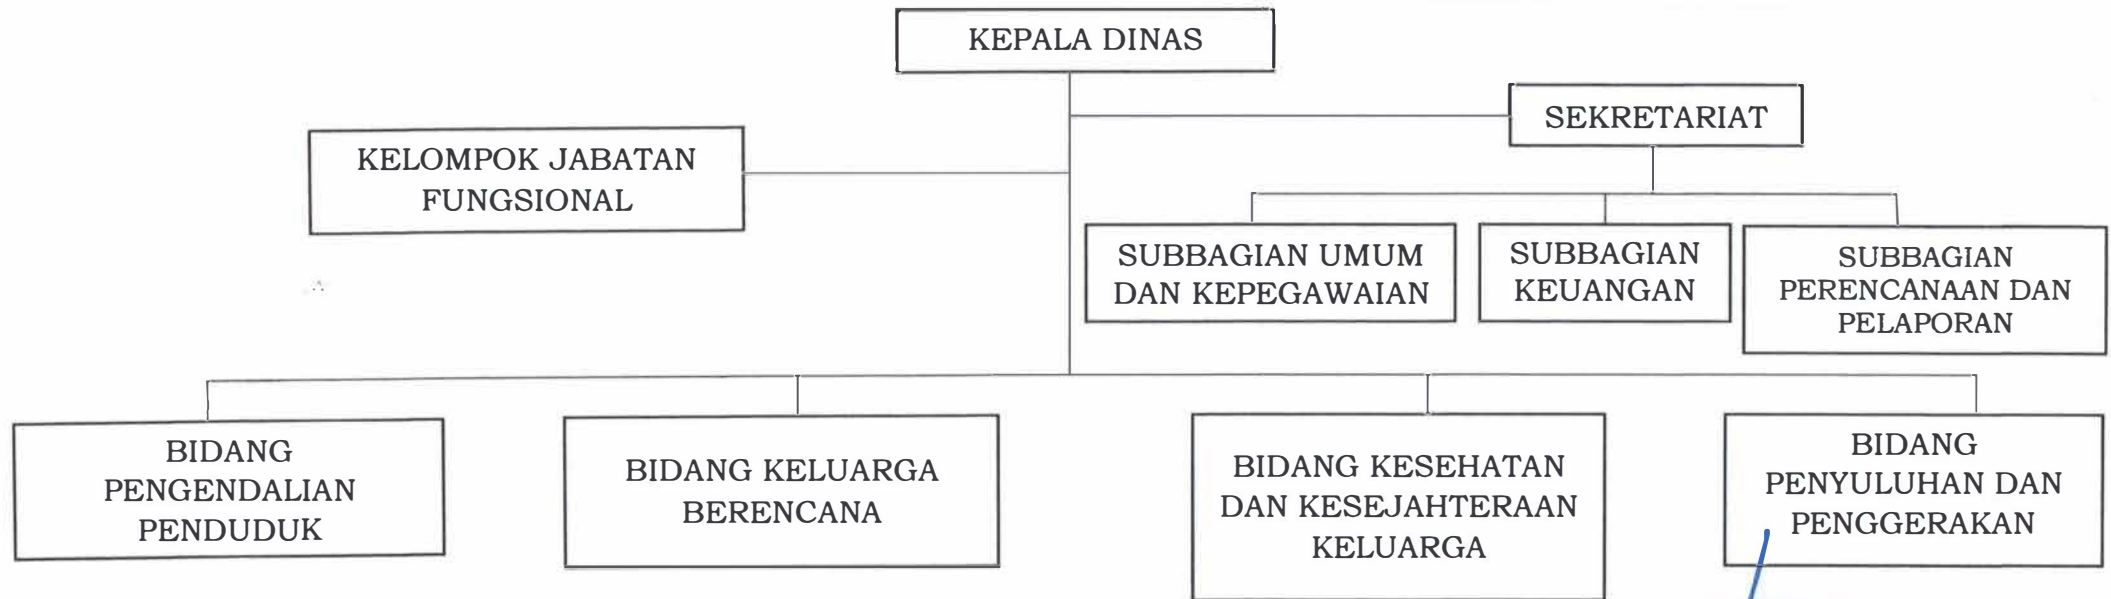 KEPALA DINAS
SEKRETARIAT
KELOMPOK JABATAN
FUNGSIONAL
SUBBAGIAN UMUM
DAN KEPEGAWAIAN
SUBBAGIAN
KEUANGAN
SUBBAGIAN
PERENCANAAN DAN
PELAPORAN
BIDANG
PENGENDALIAN
PENDUDUK
BIDANG KELUARGA
BERENCANA
BIDANG KESEHATAN
DAN KESEJAHTERAAN
KELUARGA
BIDANG
PENYULUHAN DAN
PENGGERAKAN